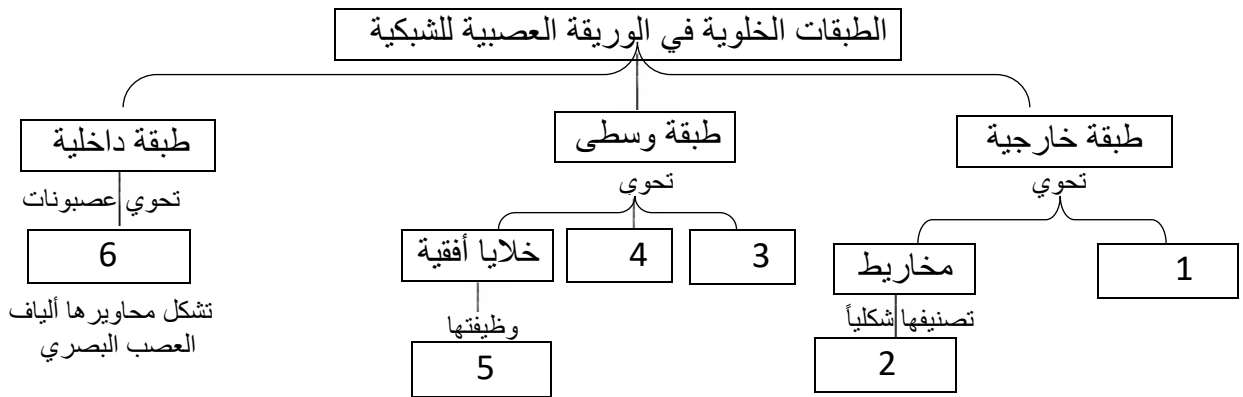 الطبقات الخلوية في الوريقة العصبية للشبكية
طبقة خارجية
طبقة وسطى
طبقة داخلية
تحوي
تحوي
تحوي عصبونات
1
مخاريط
3
4
خلايا أفقية
6
تصنيفها شكلياً
وظيفتها
تشكل محاويرها ألياف
العصب البصري
2
5